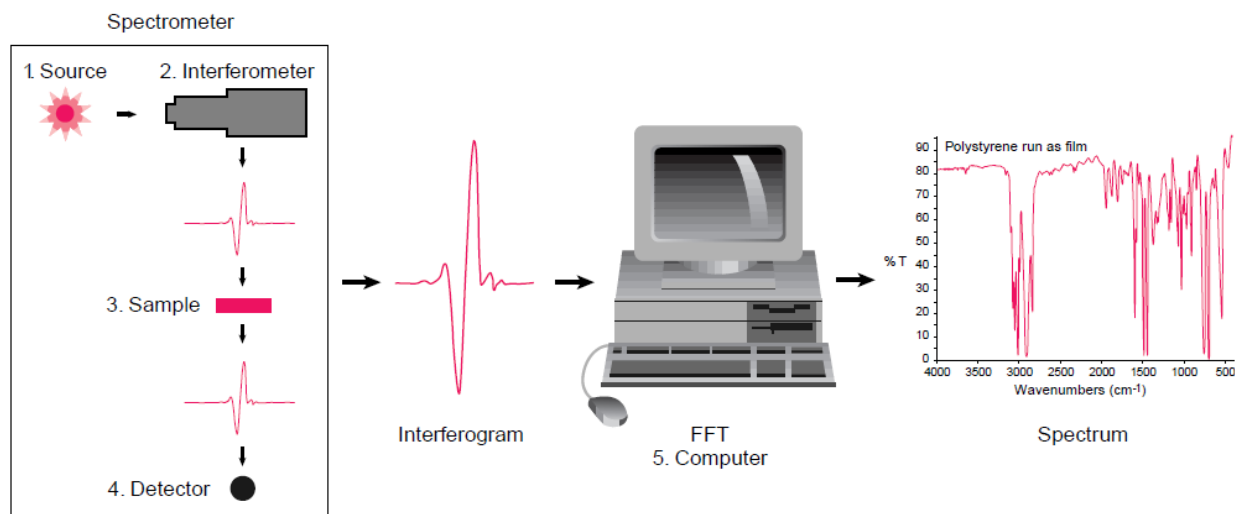 Spectrometer
1. Source
2. Interferometer
3. Sample
4. Detector
Interferogram
FFT
5. Computer
Polystyrene run as film
90
80
70
60
50
%T
40
30
20
10
0
4000 3500 3000 2500 2000 1500 1000 500
Wavenumbers (cm-1)
Spectrum